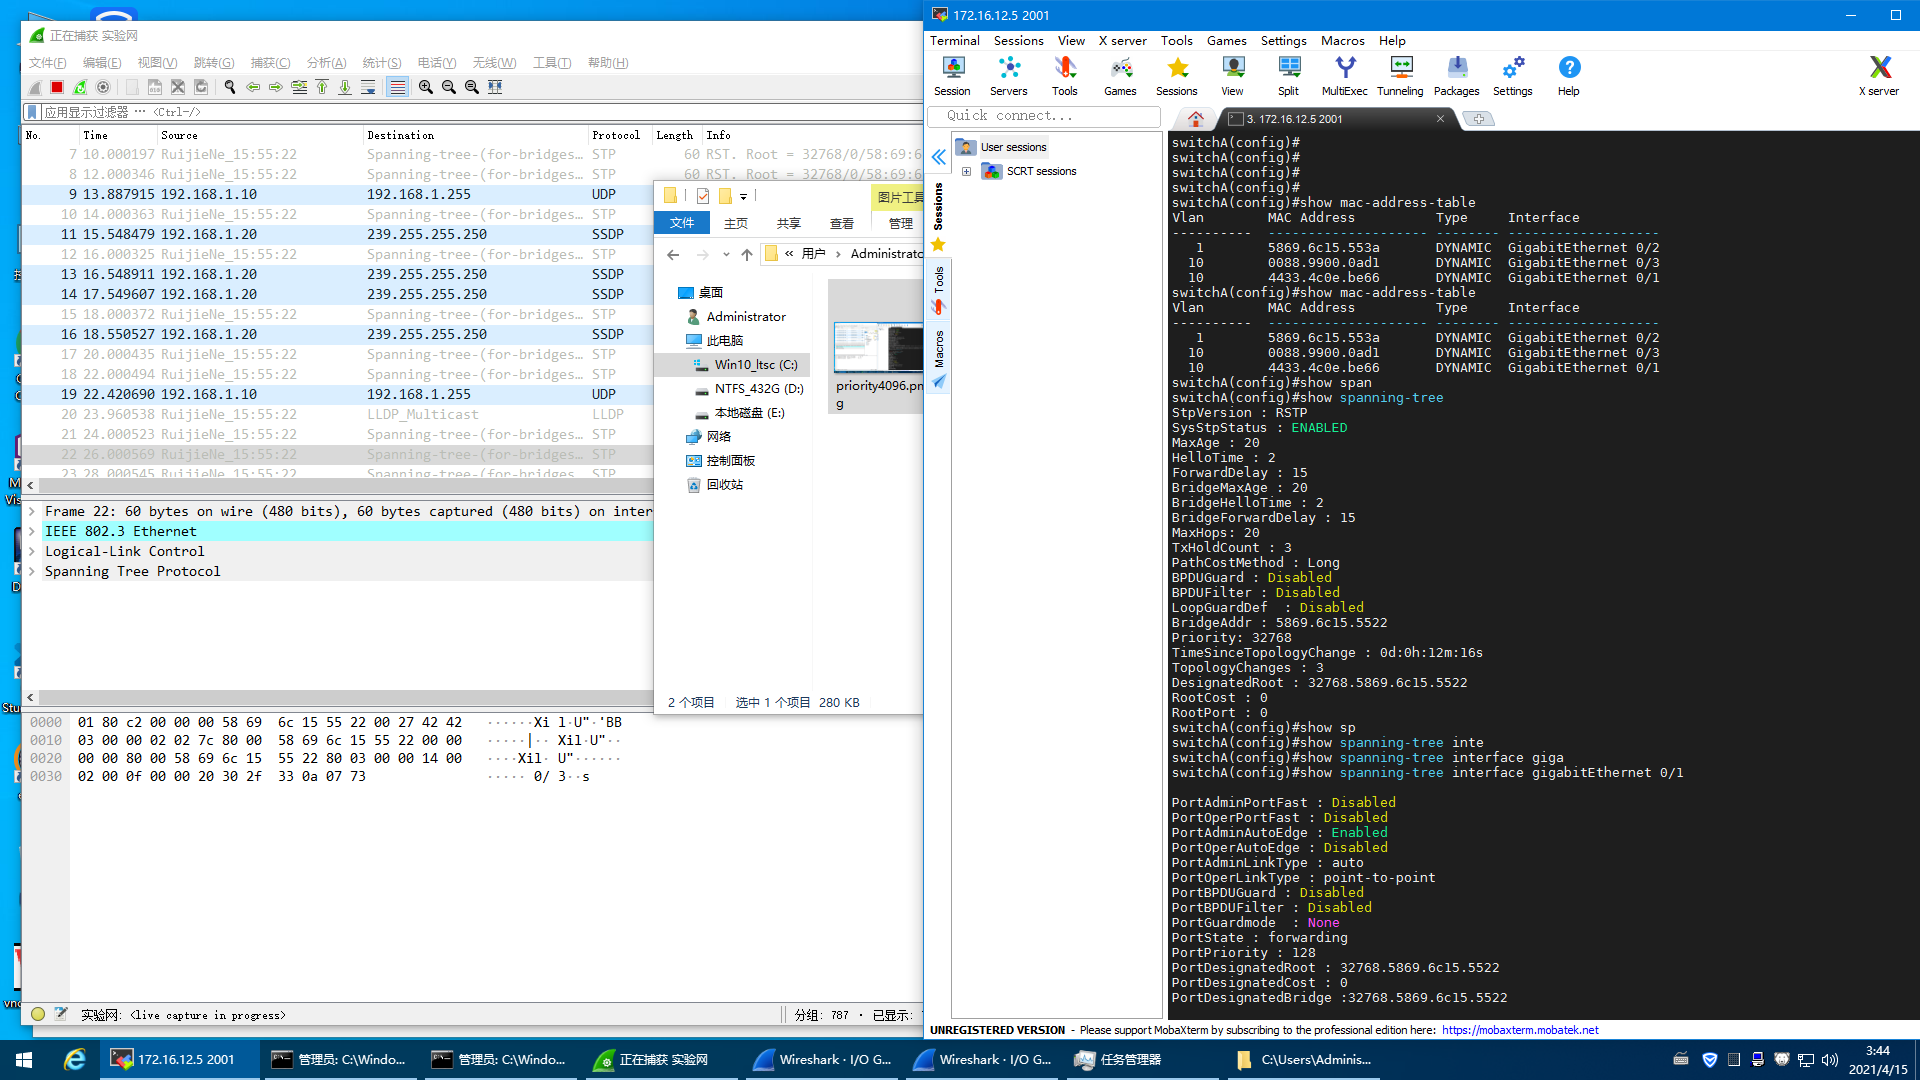 正在捕获 实验网
文件(F) 编辑(E) 视图(V) 跳转(G) 捕获(C) 分析(A) 统计(S) 电话(Y) 无线(W) 工具(T) 帮助(H)
应用显示过滤器 … <Ctrl-/>
No. Time Source Destination Protocol Length Info
7 10.000197 RuijieNe_15:55:22 Spanning-tree-(for-bridges… STP 60 RST. Root = 32768/0/58:69:6
8 12.000346 RuijieNe_15:55:22 Spanning-tree-(for-bridges… STP 60 RST. Root = 32768/0/58:69:6
9 13.887915 192.168.1.10 192.168.1.255 UDP
10 14.000363 RuijieNe_15:55:22 Spanning-tree-(for-bridges… STP
11 15.548479 192.168.1.20 239.255.255.250 SSDP
12 16.000325 RuijieNe_15:55:22 Spanning-tree-(for-bridges… STP
13 16.548911 192.168.1.20 239.255.255.250 SSDP
14 17.549607 192.168.1.20 239.255.255.250 SSDP
15 18.000372 RuijieNe_15:55:22 Spanning-tree-(for-bridges… STP
16 18.550527 192.168.1.20 239.255.255.250 SSDP
17 20.000435 RuijieNe_15:55:22 Spanning-tree-(for-bridges… STP
18 22.000494 RuijieNe_15:55:22 Spanning-tree-(for-bridges… STP
19 22.420690 192.168.1.10 192.168.1.255 UDP
20 23.960538 RuijieNe_15:55:22 LLDP_Multicast LLDP
21 24.000523 RuijieNe_15:55:22 Spanning-tree-(for-bridges… STP
22 26.000569 RuijieNe_15:55:22 Spanning-tree-(for-bridges… STP
23 28.000545 RuijieNe_15:55:22 Spanning-tree-(for-bridges… STP
Frame 22: 60 bytes on wire (480 bits), 60 bytes captured (480 bits) on inter
IEEE 802.3 Ethernet
Logical-Link Control
Spanning Tree Protocol
0000 01 80 c2 00 00 00 58 69 6c 15 55 22 00 27 42 42 ······Xi l·U"·'BB
0010 03 00 00 02 02 7c 80 00 58 69 6c 15 55 22 00 00 ·····|·· Xil·U"··
0020 00 00 80 00 58 69 6c 15 55 22 80 03 00 00 14 00 ····Xil· U"······
0030 02 00 0f 00 00 20 30 2f 33 0a 07 73 ····· 0/ 3··s
实验网: <live capture in progress>
分组: 787 · 已显示:
图片工具
文件 主页 共享 查看 管理
« 用户 › Administrato
桌面
Administrator
此电脑
Win10_ltsc (C:)
NTFS_432G (D:)
本地磁盘 (E:)
网络
控制面板
回收站
priority4096.pn
g
2 个项目 选中 1 个项目 280 KB
172.16.12.5 2001
Terminal Sessions View X server Tools Games Settings Macros Help
Session Servers Tools Games Sessions View Split MultiExec Tunneling Packages Settings Help X server
Quick connect...
3. 172.16.12.5 2001
User sessions
SCRT sessions
Sessions
Tools
Macros
switchA(config)#
switchA(config)#
switchA(config)#
switchA(config)#
switchA(config)#show mac-address-table
Vlan MAC Address Type Interface
---------- -------------------- -------- -------------------
1 5869.6c15.553a DYNAMIC GigabitEthernet 0/2
10 0088.9900.0ad1 DYNAMIC GigabitEthernet 0/3
10 4433.4c0e.be66 DYNAMIC GigabitEthernet 0/1
switchA(config)#show mac-address-table
Vlan MAC Address Type Interface
---------- -------------------- -------- -------------------
1 5869.6c15.553a DYNAMIC GigabitEthernet 0/2
10 0088.9900.0ad1 DYNAMIC GigabitEthernet 0/3
10 4433.4c0e.be66 DYNAMIC GigabitEthernet 0/1
switchA(config)#show span
switchA(config)#show spanning-tree
StpVersion : RSTP
SysStpStatus : ENABLED
MaxAge : 20
HelloTime : 2
ForwardDelay : 15
BridgeMaxAge : 20
BridgeHelloTime : 2
BridgeForwardDelay : 15
MaxHops: 20
TxHoldCount : 3
PathCostMethod : Long
BPDUGuard : Disabled
BPDUFilter : Disabled
LoopGuardDef : Disabled
BridgeAddr : 5869.6c15.5522
Priority: 32768
TimeSinceTopologyChange : 0d:0h:12m:16s
TopologyChanges : 3
DesignatedRoot : 32768.5869.6c15.5522
RootCost : 0
RootPort : 0
switchA(config)#show sp
switchA(config)#show spanning-tree inte
switchA(config)#show spanning-tree interface giga
switchA(config)#show spanning-tree interface gigabitEthernet 0/1
PortAdminPortFast : Disabled
PortOperPortFast : Disabled
PortAdminAutoEdge : Enabled
PortOperAutoEdge : Disabled
PortAdminLinkType : auto
PortOperLinkType : point-to-point
PortBPDUGuard : Disabled
PortBPDUFilter : Disabled
PortGuardmode : None
PortState : forwarding
PortPriority : 128
PortDesignatedRoot : 32768.5869.6c15.5522
PortDesignatedCost : 0
PortDesignatedBridge :32768.5869.6c15.5522
UNREGISTERED VERSION - Please support MobaXterm by subscribing to the professional edition here: https://mobaxterm.mobatek.net
172.16.12.5 2001
管理员: C:\Windo...
管理员: C:\Windo...
正在捕获 实验网
Wireshark · I/O G...
Wireshark · I/O G...
任务管理器
C:\Users\Adminis...
3:44
2021/4/15